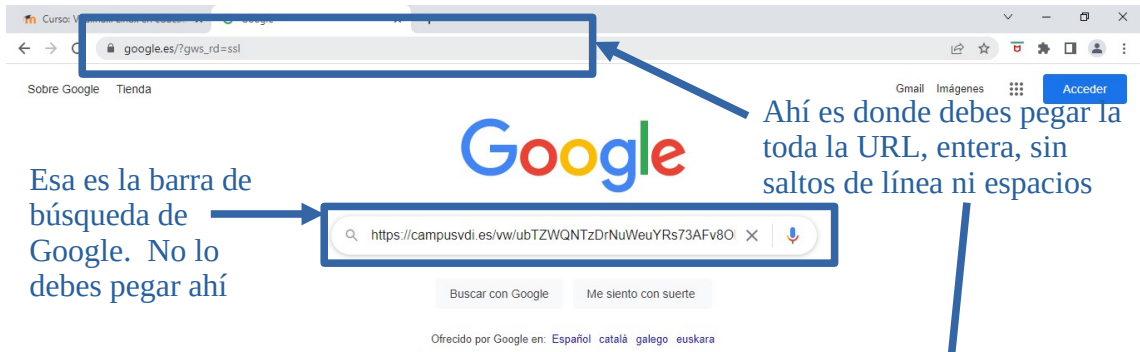 Curso: V
Google
google.es/?gws_rd=ssl
Sobre Google Tienda
Gmail Imágenes
Acceder
Ahí es donde debes pegar la
toda la URL, entera, sin
saltos de línea ni espacios
Google
Esa es la barra de
búsqueda de
Google. No lo
debes pegar ahí
https://campusvdi.es/vw/ubTZWQNTzDrNuWeuYRs73AFv8O
Buscar con Google Me siento con suerte
Ofrecido por Google en: Español català galego euskara